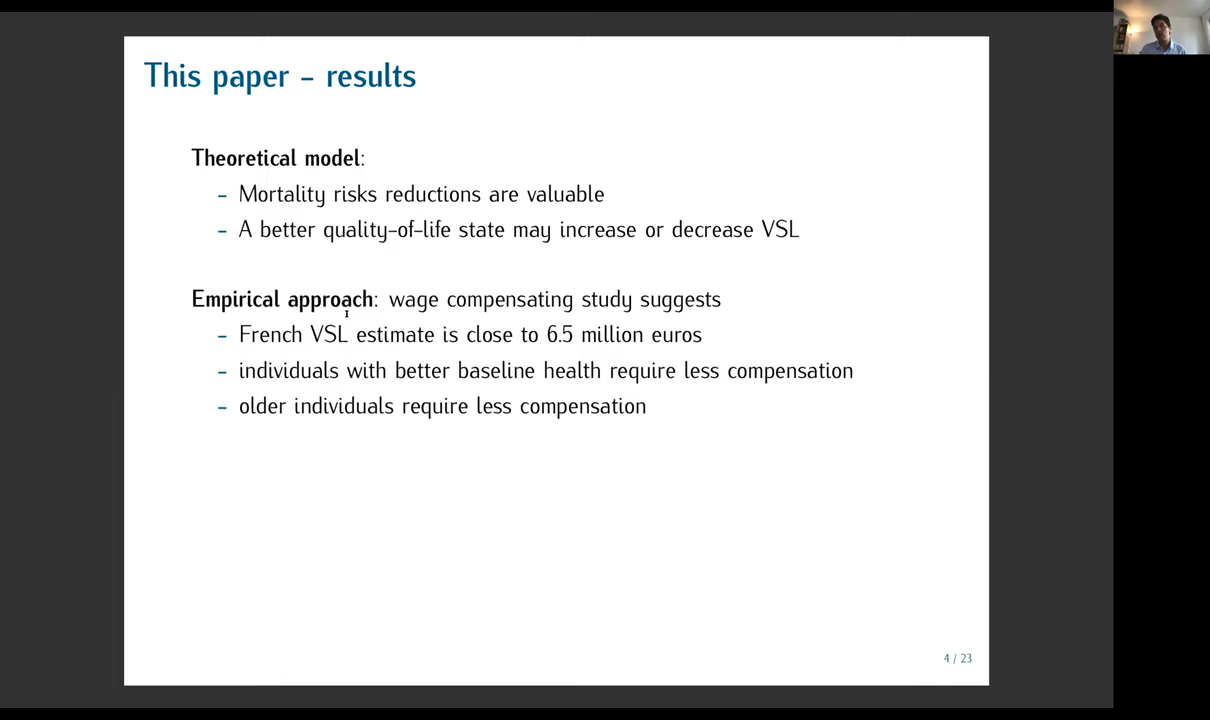 This paper – results
Theoretical model:
– Mortality risks reductions are valuable
– A better quality–of–life state may increase or decrease VSL
Empirical approach: wage compensating study suggests
– French VSL estimate is close to 6.5 million euros
– individuals with better baseline health require less compensation
– older individuals require less compensation
4 / 23